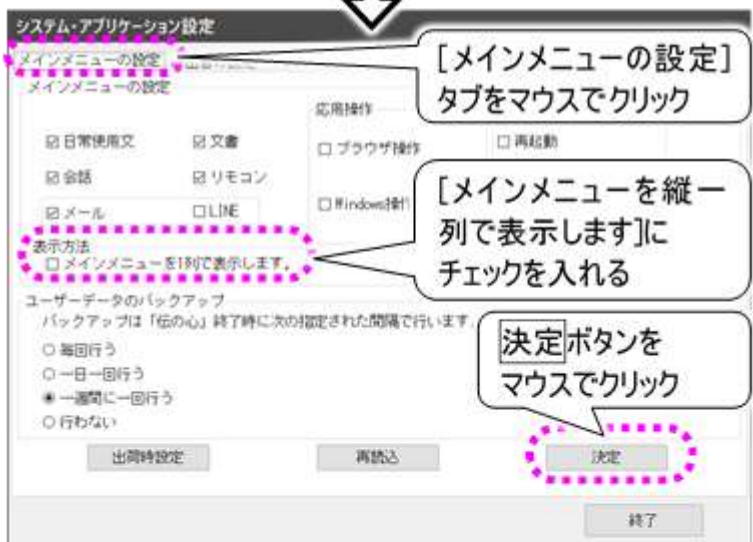 システム・アプリケーション設定
メインメニューの設定
メインメニューの設定
[メインメニューの設定]
タブをマウスでクリック
応用操作
☑ 日常使用文 ☑ 文書 □ ブラウザ操作 □ 再起動
☑ 会話 ☑ リモコン
☑ メール □ LINE □ Windows操作
[メインメニューを縦一
列で表示します]に
チェックを入れる
表示方法
□ メインメニューを1列で表示します。
ユーザーデータのバックアップ
バックアップは「伝の心」終了時に次の指定された間隔で行います。
○ 毎回行う
○ 一日一回行う
◉ 一週間に一回行う
○ 行わない
決定ボタンを
マウスでクリック
出荷時設定 再読込 決定
終了